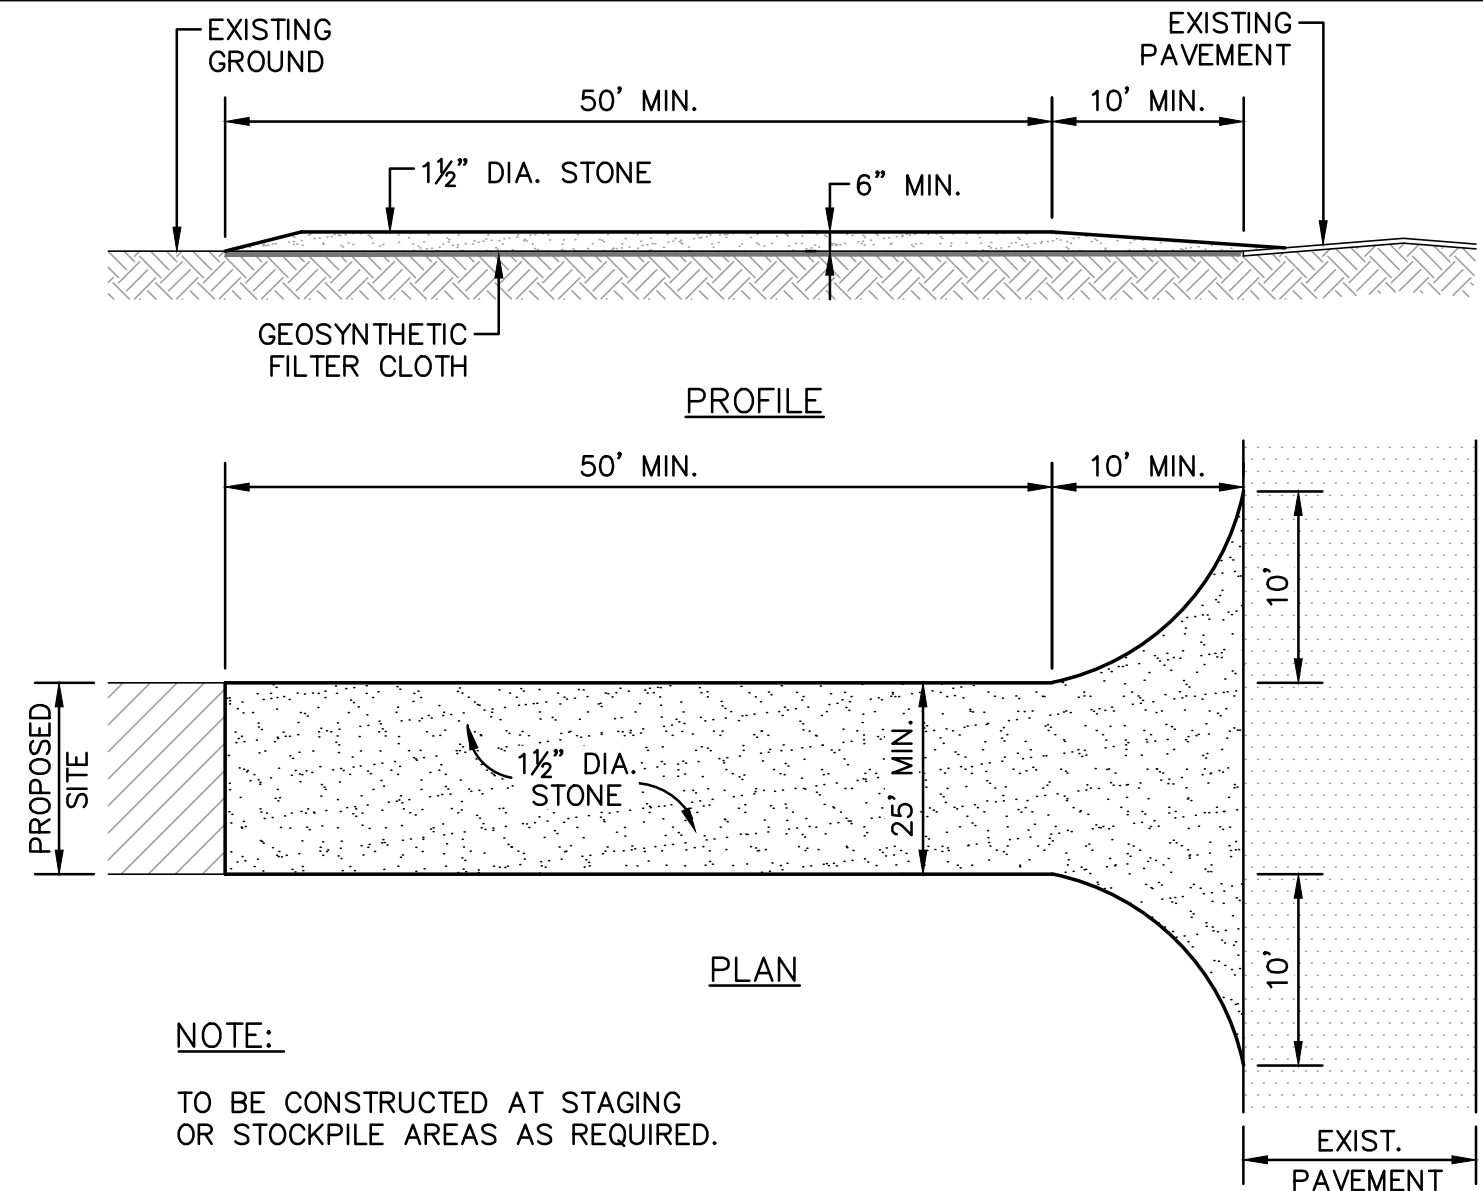 EXISTING
GROUND
EXISTING
PAVEMENT
50' MIN.
10' MIN.
1½" DIA. STONE
6" MIN.
GEOSYNTHETIC
FILTER CLOTH
PROFILE
50' MIN.
10' MIN.
10'
PROPOSED
SITE
1½" DIA.
STONE
25' MIN.
10'
PLAN
NOTE:
TO BE CONSTRUCTED AT STAGING
OR STOCKPILE AREAS AS REQUIRED.
EXIST.
PAVEMENT